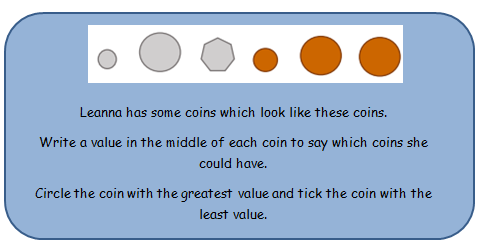 Leanna has some coins which look like these coins.
Write a value in the middle of each coin to say which coins she
could have.
Circle the coin with the greatest value and tick the coin with the
least value.